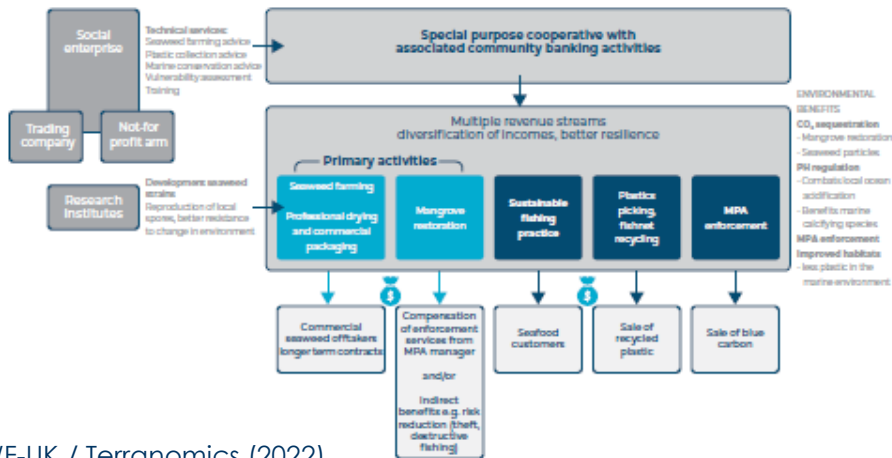 Social
enterprise
Technical services:
Seaweed farming advice
Plastic collection advice
Marine conservation advice
Vulnerability assessment
Training
Trading
company
Not-for
profit arm
Research
Institutes
Development seaweed
strains
Reproduction of local
spores, better resistance
to change in environment
Special purpose cooperative with
associated community banking activities
Multiple revenue streams
diversification of incomes, better resilience
Primary activities
Seaweed farming
Professional drying
and commercial
packaging
Mangrove
restoration
Sustainable
fishing
practice
Plastics
picking,
fishnet
recycling
MPA
enforcement
Commercial
seaweed offtakers
longer term contracts
$
Compensation
of enforcement
services from
MPA manager
and/or
Indirect
benefits e.g. risk
reduction (theft,
destructive
fishing)
Seafood
customers
$
Sale of
recycled
plastic
Sale of blue
carbon
ENVIRONMENTAL
BENEFITS
CO₂ sequestration
- Mangrove restoration
- Seaweed particles
PH regulation
- Combats local ocean
acidification
- Benefits marine
calcifying species
MPA enforcement
Improved habitats
- less plastic in the
marine environment
/F-UK / Terranomics (2022)